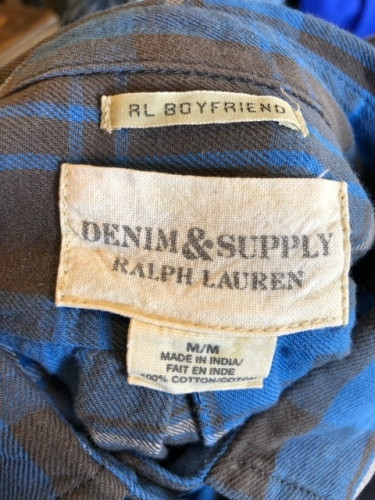 RL BOYFRIEND
DENIM & SUPPLY
RALPH LAUREN
M/M
MADE IN INDIA/
FAIT EN INDE
100% COTTON/COTON